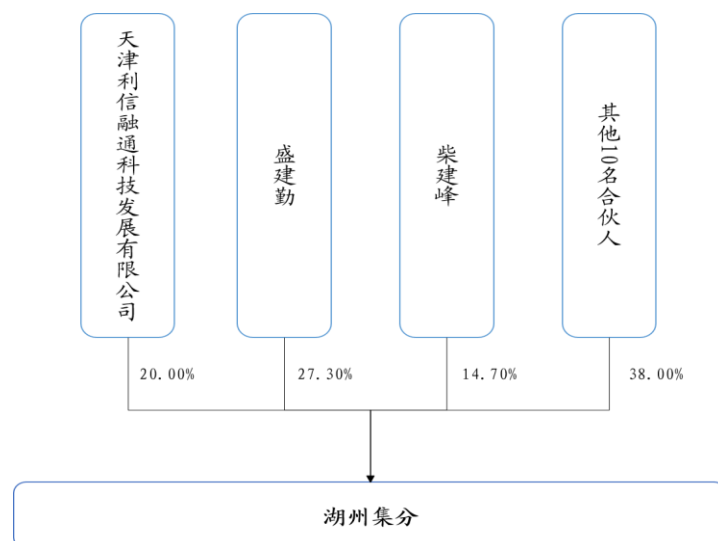 天津利信融通科技发展有限公司
盛建勤
柴建峰
其他10名合伙人
20.00%
27.30%
14.70%
38.00%
湖州集分